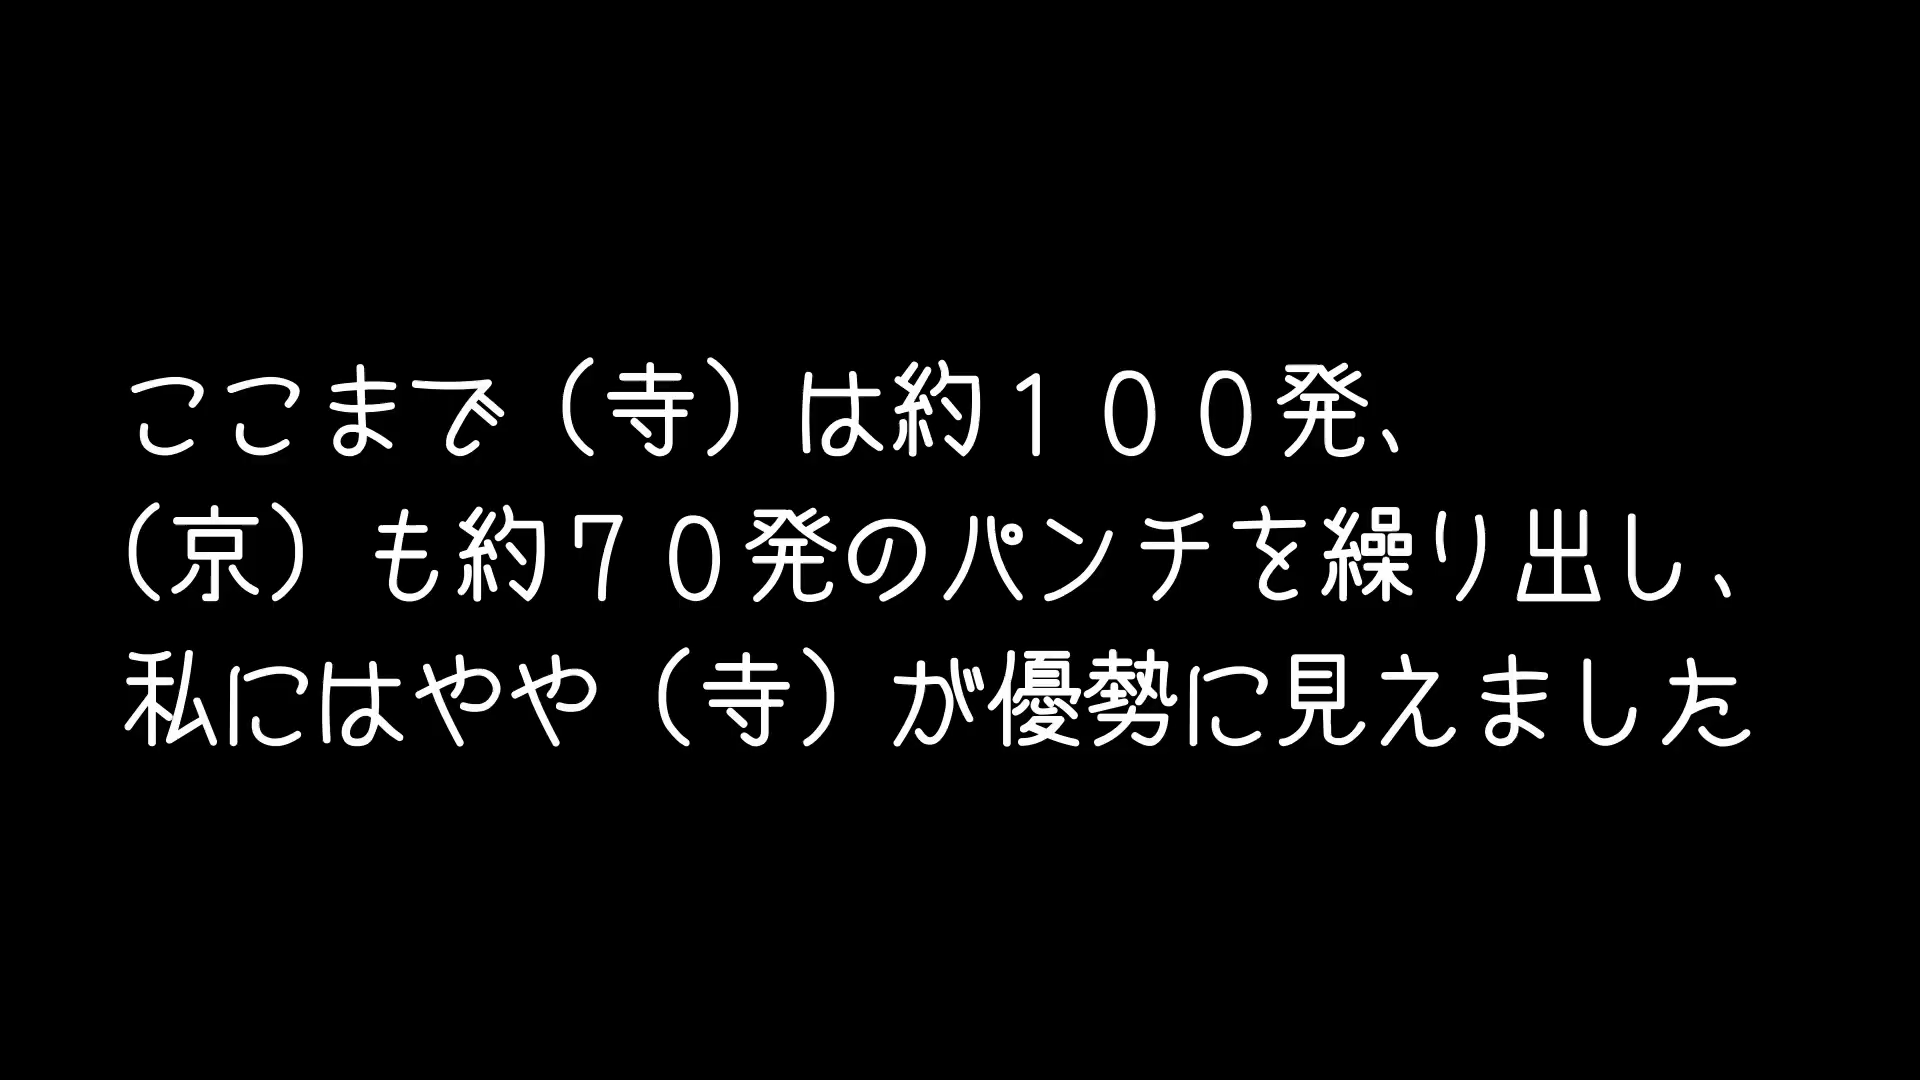 ここまで（寺）は約１００発、
（京）も約７０発のパンチを繰り出し、
私にはやや（寺）が優勢に見えました